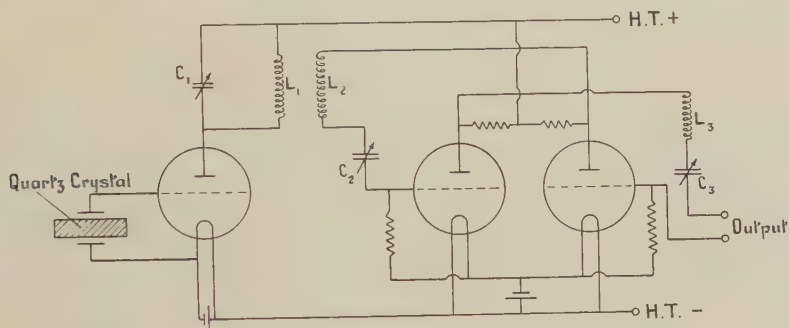 H.T.+
C₁
L₁
L₂
L₃
C₂
C₃
Quartz Crystal
Output
H.T. -